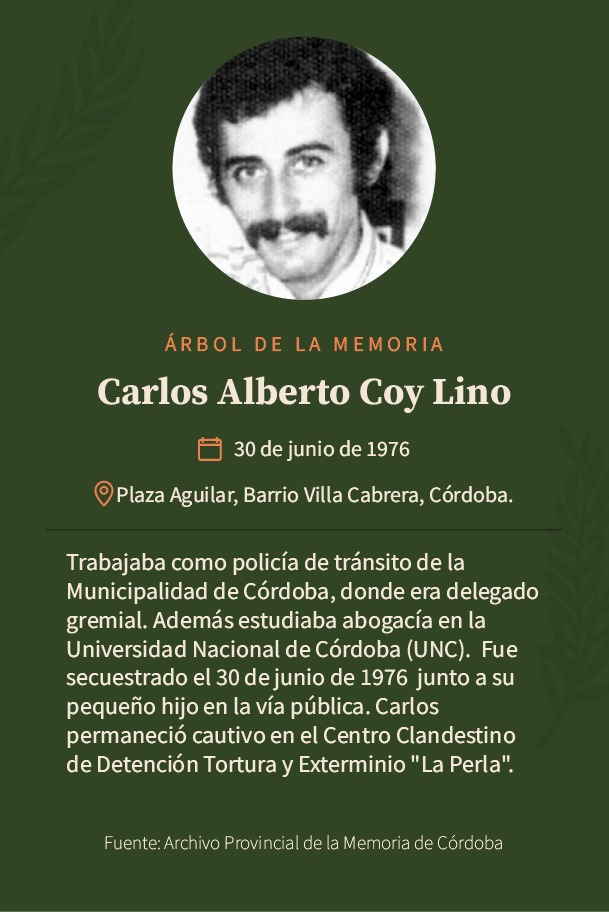 ÁRBOL DE LA MEMORIA
Carlos Alberto Coy Lino
30 de junio de 1976
Plaza Aguilar, Barrio Villa Cabrera, Córdoba.
Trabajaba como policía de tránsito de la
Municipalidad de Córdoba, donde era delegado
gremial. Además estudiaba abogacía en la
Universidad Nacional de Córdoba (UNC).  Fue
secuestrado el 30 de junio de 1976  junto a su
pequeño hijo en la vía pública. Carlos
permaneció cautivo en el Centro Clandestino
de Detención Tortura y Exterminio "La Perla".
Fuente: Archivo Provincial de la Memoria de Córdoba